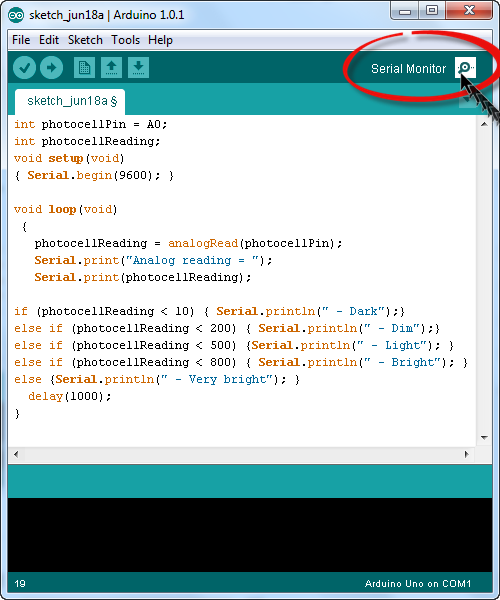 sketch_jun18a | Arduino 1.0.1
File Edit Sketch Tools Help
Serial Monitor
sketch_jun18a §
int photocellPin = A0;
int photocellReading;
void setup(void)
{ Serial.begin(9600); }
void loop(void)
{
photocellReading = analogRead(photocellPin);
Serial.print("Analog reading = ");
Serial.print(photocellReading);
if (photocellReading < 10) { Serial.println(" - Dark");}
else if (photocellReading < 200) { Serial.println(" - Dim");}
else if (photocellReading < 500) {Serial.println(" - Light"); }
else if (photocellReading < 800) { Serial.println(" - Bright"); }
else {Serial.println(" - Very bright"); }
delay(1000);
}
19
Arduino Uno on COM1